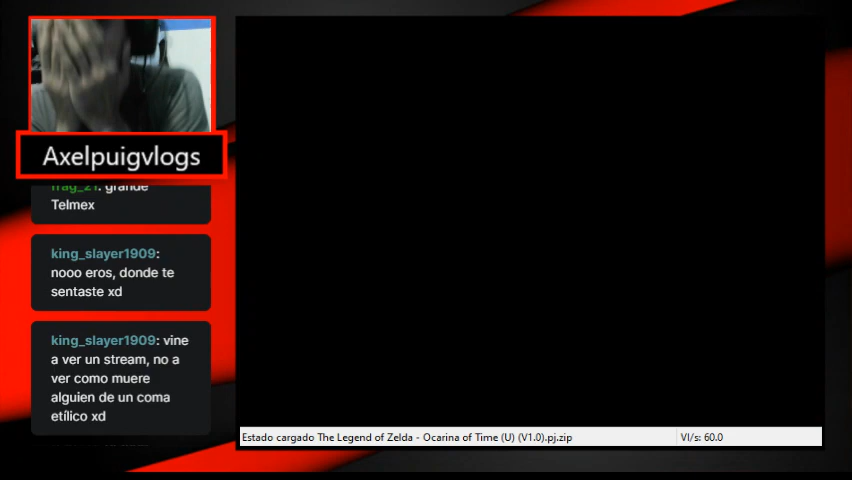 Axelpuigvlogs
frag_21: grande
Telmex
king_slayer1909:
nooo eros, donde te
sentaste xd
king_slayer1909: vine
a ver un stream, no a
ver como muere
alguien de un coma
etílico xd
Estado cargado The Legend of Zelda - Ocarina of Time (U) (V1.0).pj.zip
VI/s: 60.0